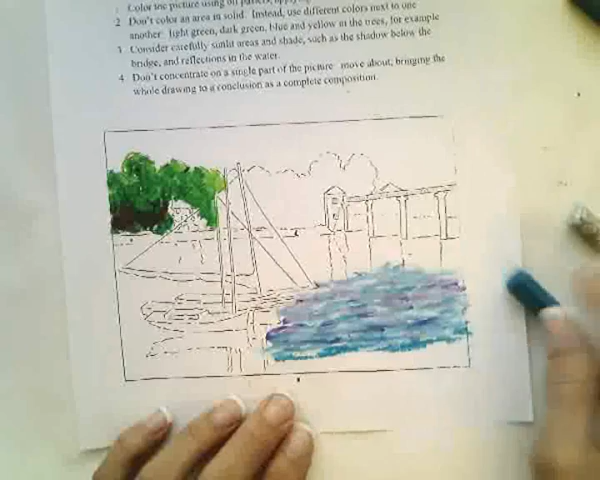 Color the picture using oil pastels,
2 Don't color an area in solid. Instead, use different colors next to one
another: light green, dark green, blue and yellow in the trees, for example
3 Consider carefully sunlit areas and shade, such as the shadow below the
bridge, and reflections in the water.
4 Don't concentrate on a single part of the picture move about, bringing the
whole drawing to a conclusion as a complete composition.